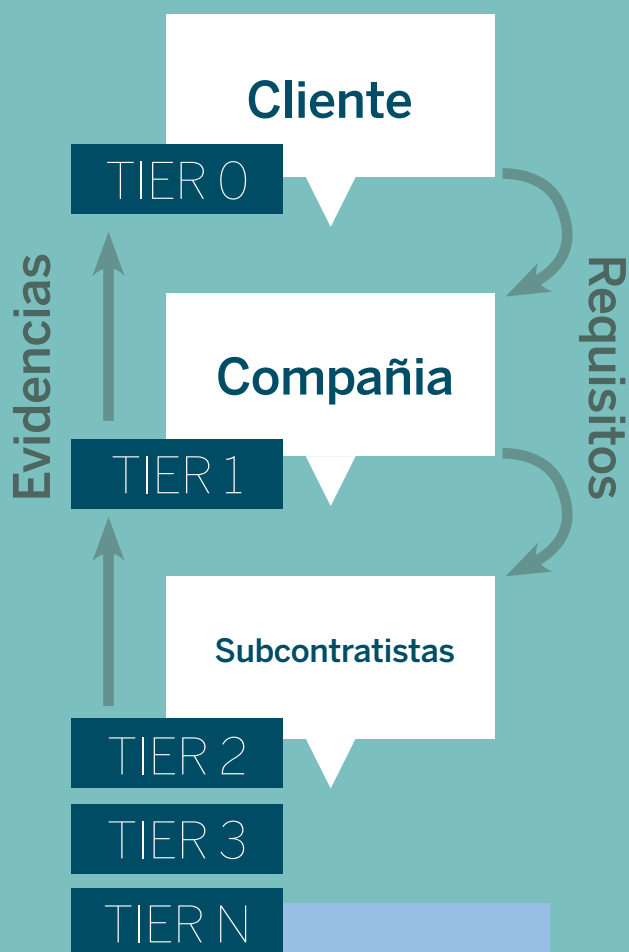 Cliente
TIER 0
Evidencias
Requisitos
Compañia
TIER 1
Subcontratistas
TIER 2
TIER 3
TIER N